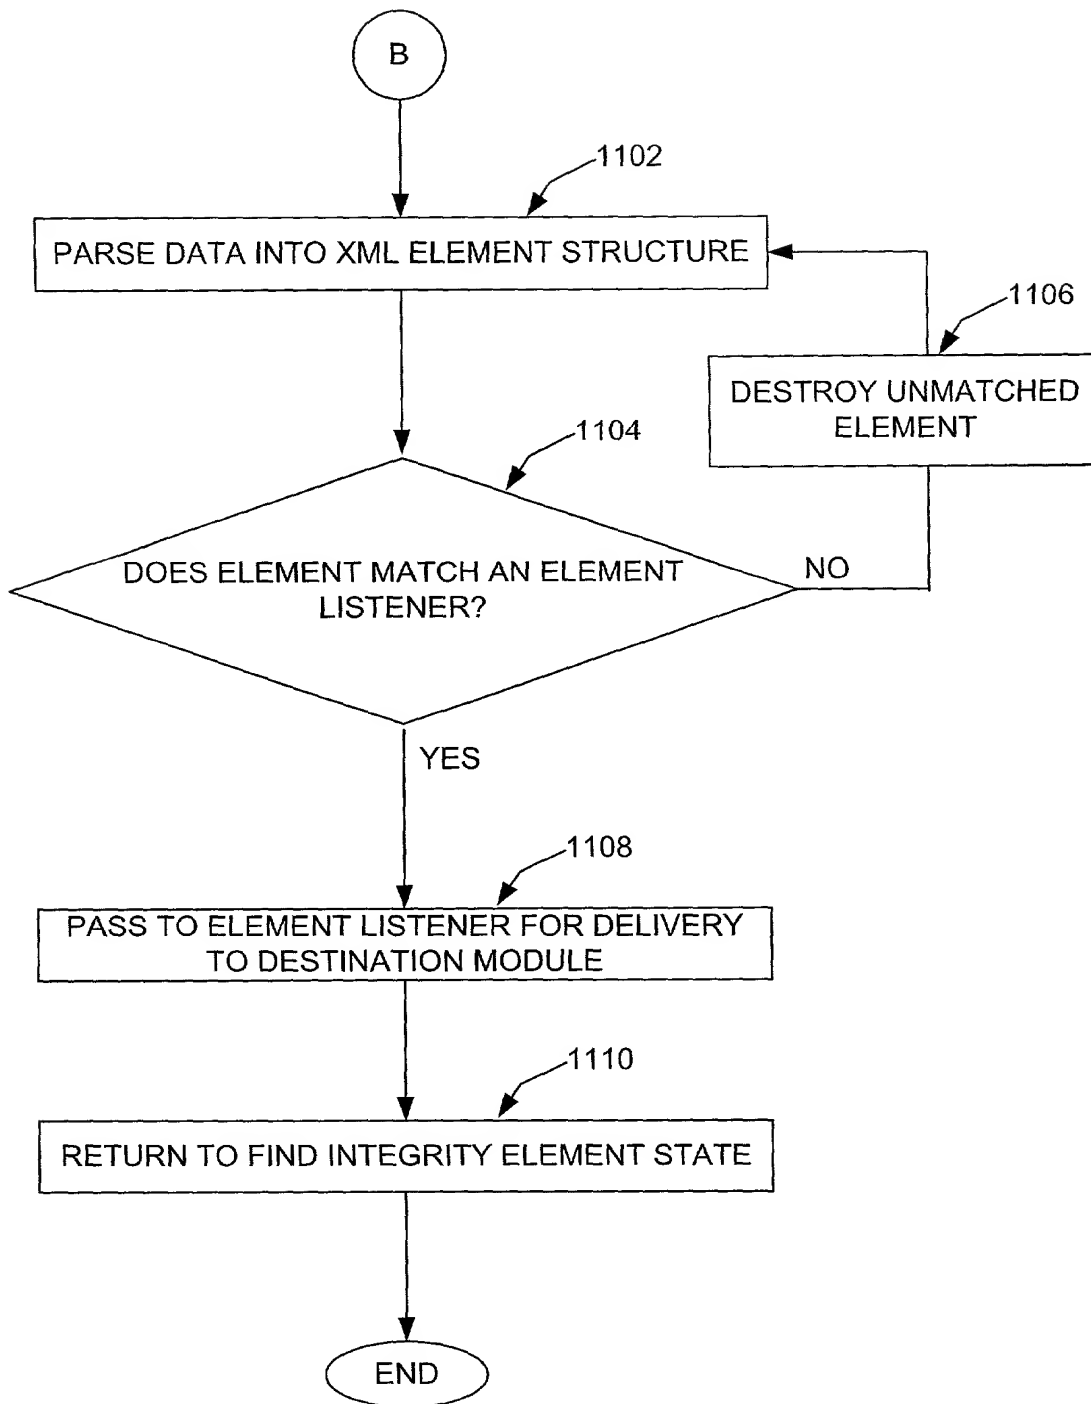 B
1102
PARSE DATA INTO XML ELEMENT STRUCTURE
1106
DESTROY UNMATCHED
ELEMENT
1104
DOES ELEMENT MATCH AN ELEMENT
LISTENER?
NO
YES
1108
PASS TO ELEMENT LISTENER FOR DELIVERY
TO DESTINATION MODULE
1110
RETURN TO FIND INTEGRITY ELEMENT STATE
END